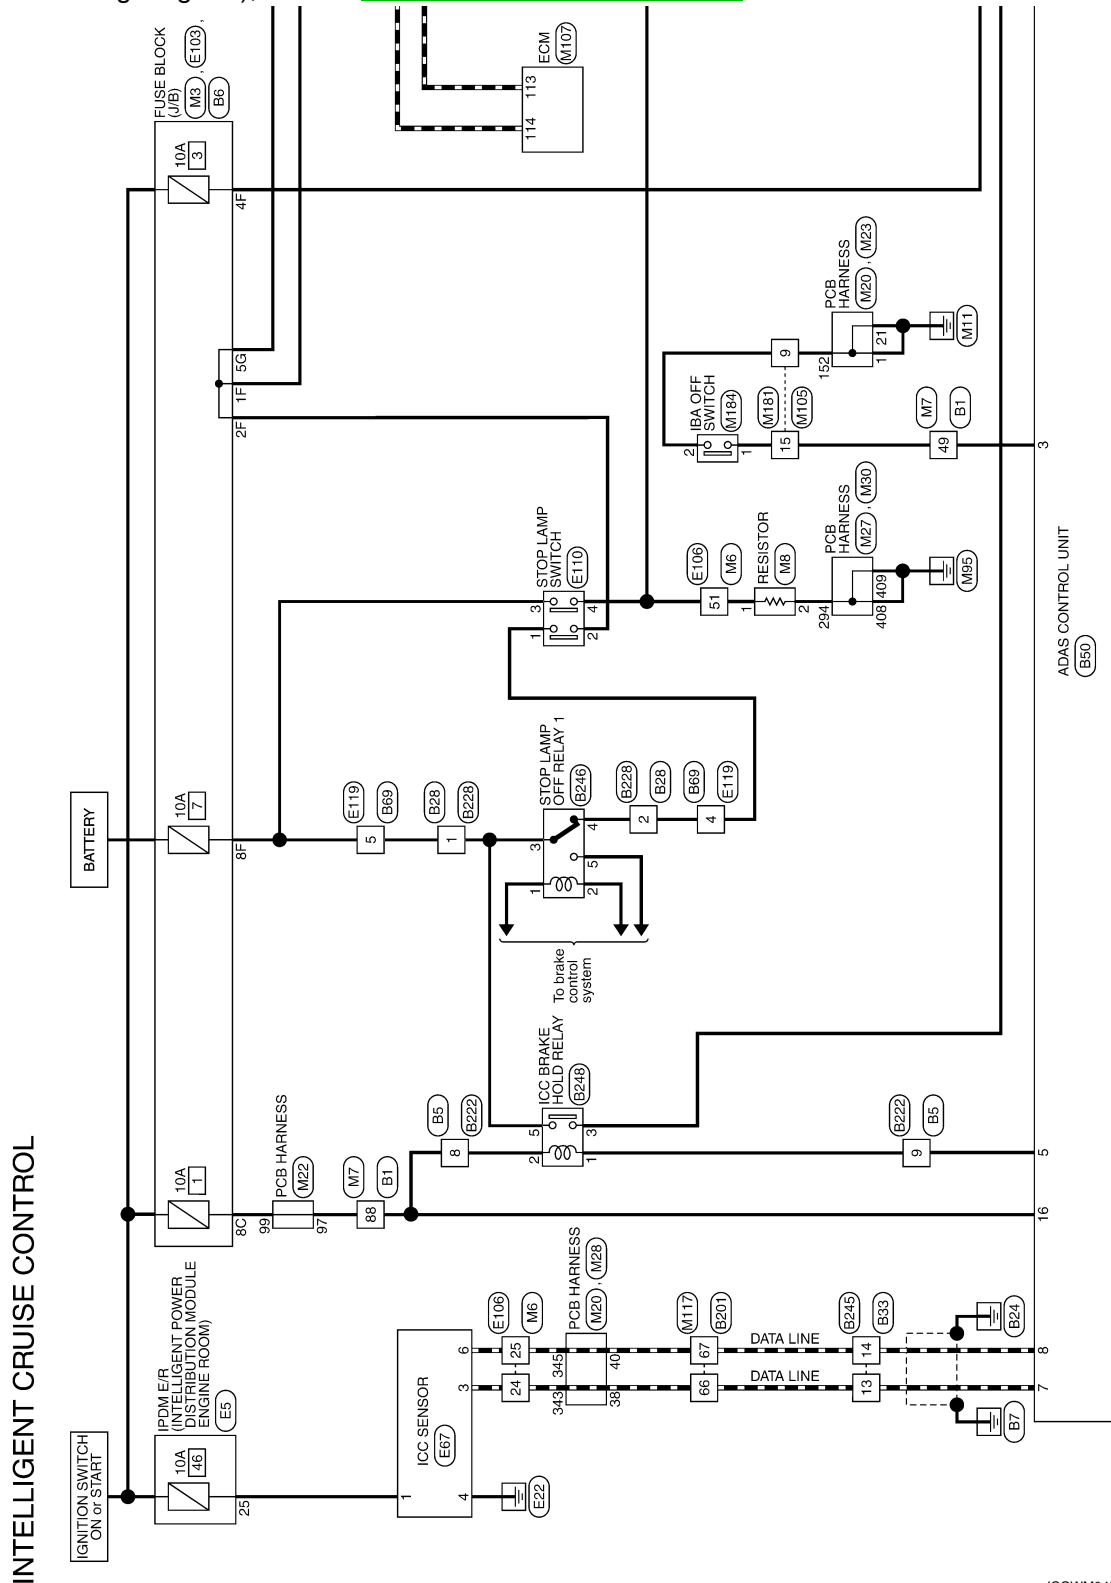 INTELLIGENT CRUISE CONTROL
IGNITION SWITCH
ON or START
BATTERY
IPDM E/R
(INTELLIGENT POWER
DISTRIBUTION MODULE
ENGINE ROOM)
E5
10A
46
25
10A
1
8C
10A
7
8F
2F
1F
5G
10A
3
4F
FUSE BLOCK
(J/B)
M3 , E103 ,
B6
99
97
PCB HARNESS
M22
88
M7
B1
5
E119
B69
1
B28
B228
ICC SENSOR
E67
1
4
3
6
E22
24
25
E106
M6
343
345
38
40
PCB HARNESS
M20 , M28
66
67
M117
B201
DATA LINE
DATA LINE
13
14
B245
B33
B7
B24
8
B5
B222
ICC BRAKE
HOLD RELAY
B248
2
5
1
3
9
B222
B5
To brake
control
system
STOP LAMP
OFF RELAY 1
B246
1
3
2
5
4
2
B228
B28
4
B69
E119
STOP LAMP
SWITCH
E110
1
3
2
4
ECM
M107
114
113
51
E106
M6
RESISTOR
M8
1
2
PCB
HARNESS
M27 , M30
294
408
409
M95
IBA OFF
SWITCH
M184
2
1
15
9
M181
M105
PCB
HARNESS
M20 , M23
152
1
21
M11
49
M7
B1
7
8
16
5
3
ADAS CONTROL UNIT
B50